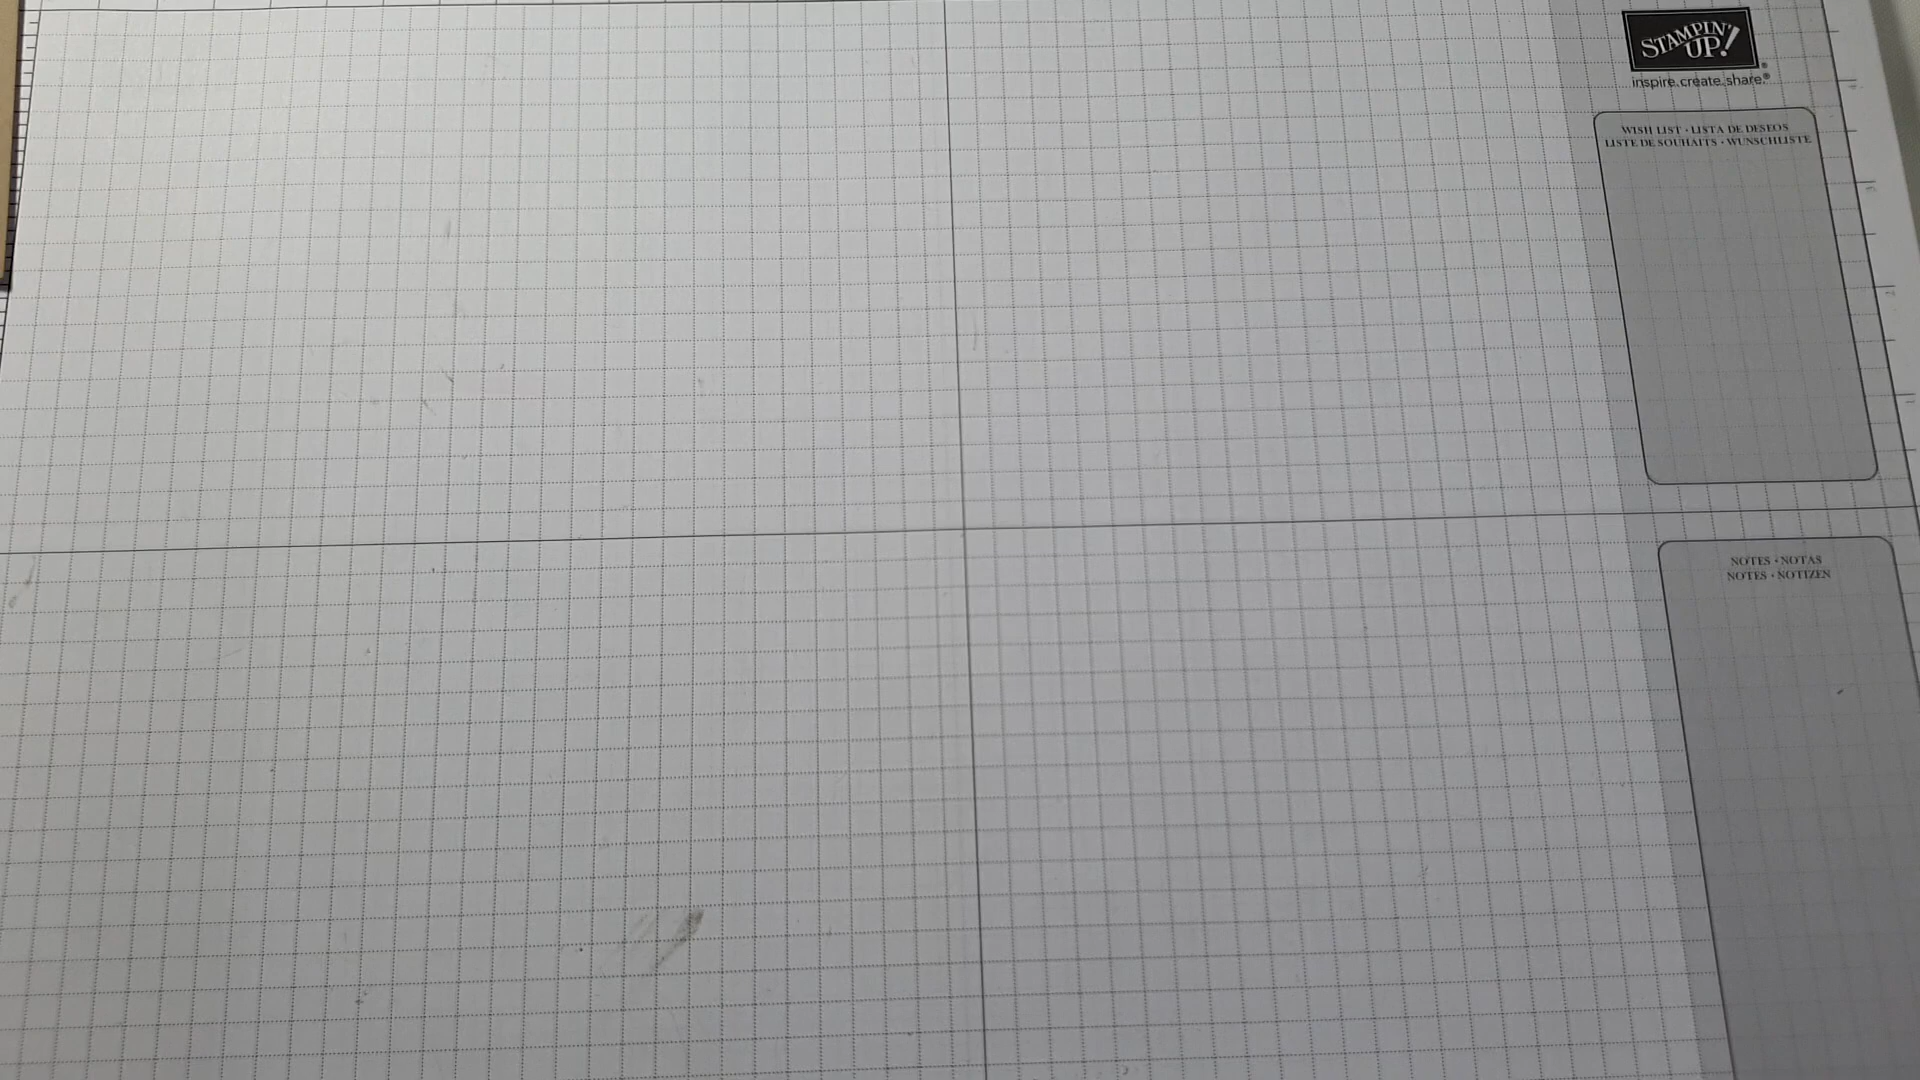 STAMPIN' UP!®
inspire.create.share.®
WISH LIST • LISTA DE DESEOS
LISTE DE SOUHAITS • WUNSCHLISTE
NOTES • NOTAS
NOTES • NOTIZEN